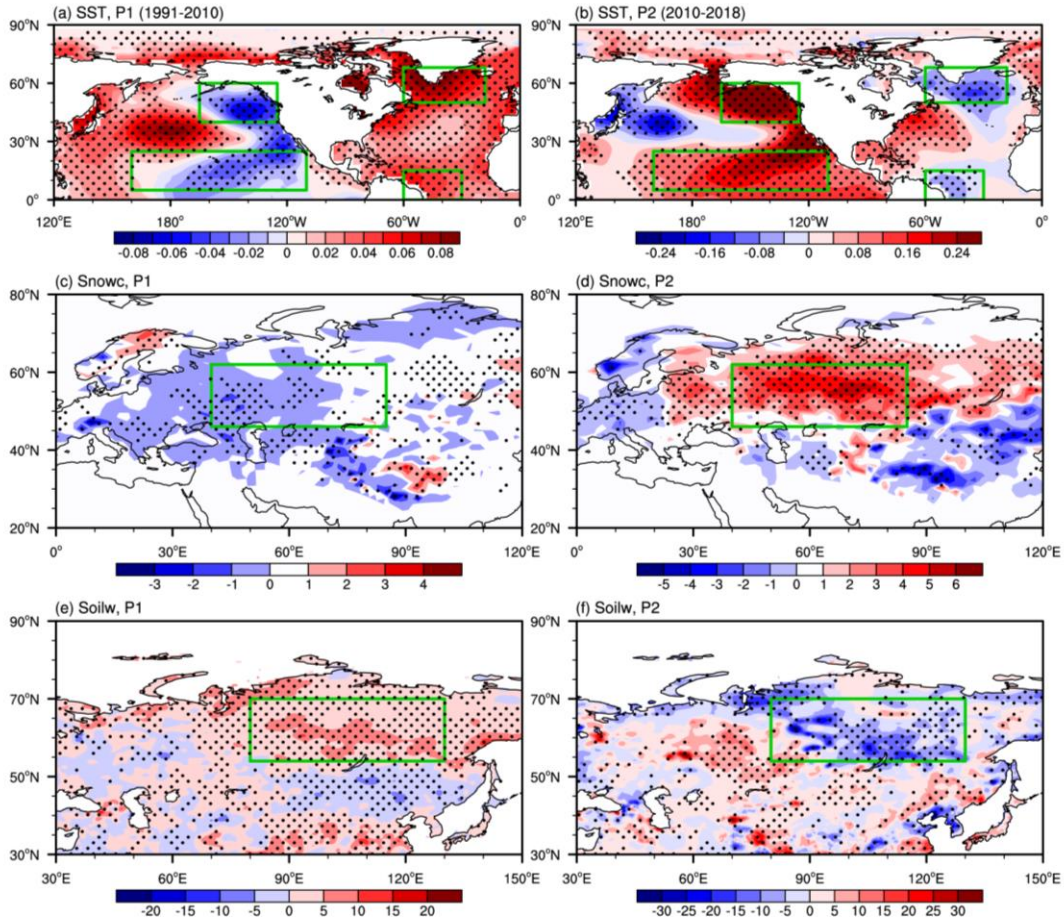 (a) SST, P1 (1991-2010)
90°N
60°N
30°N
0°
120°E 180° 120°W 60°W 0°
-0.08 -0.06 -0.04 -0.02 0 0.02 0.04 0.06 0.08
(b) SST, P2 (2010-2018)
90°N
60°N
30°N
0°
120°E 180° 120°W 60°W 0°
-0.24 -0.16 -0.08 0 0.08 0.16 0.24
(c) Snowc, P1
80°N
60°N
40°N
20°N
0° 30°E 60°E 90°E 120°E
-3 -2 -1 0 1 2 3 4
(d) Snowc, P2
80°N
60°N
40°N
20°N
0° 30°E 60°E 90°E 120°E
-5 -4 -3 -2 -1 0 1 2 3 4 5 6
(e) Soilw, P1
90°N
70°N
50°N
30°N
30°E 60°E 90°E 120°E 150°E
-20 -15 -10 -5 0 5 10 15 20
(f) Soilw, P2
90°N
70°N
50°N
30°N
30°E 60°E 90°E 120°E 150°E
-30 -25 -20 -15 -10 -5 0 5 10 15 20 25 30